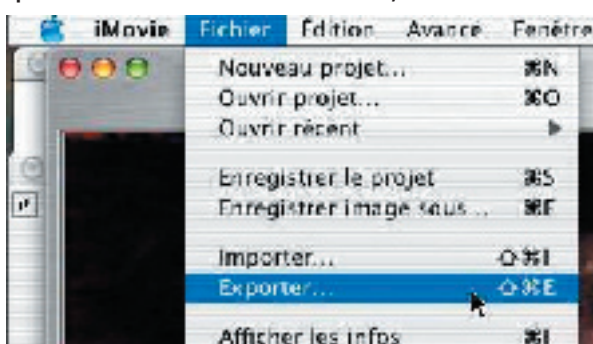 iMovie Fichier Édition Avancé Fenêtre
Nouveau projet... ⌘N
Ouvrir projet... ⌘O
Ouvrir récent ▶
Enregistrer le projet ⌘S
Enregistrer image sous... ⌘F
Importer... ⇧⌘I
Exporter... ⇧⌘E
Afficher les infos ⌘I